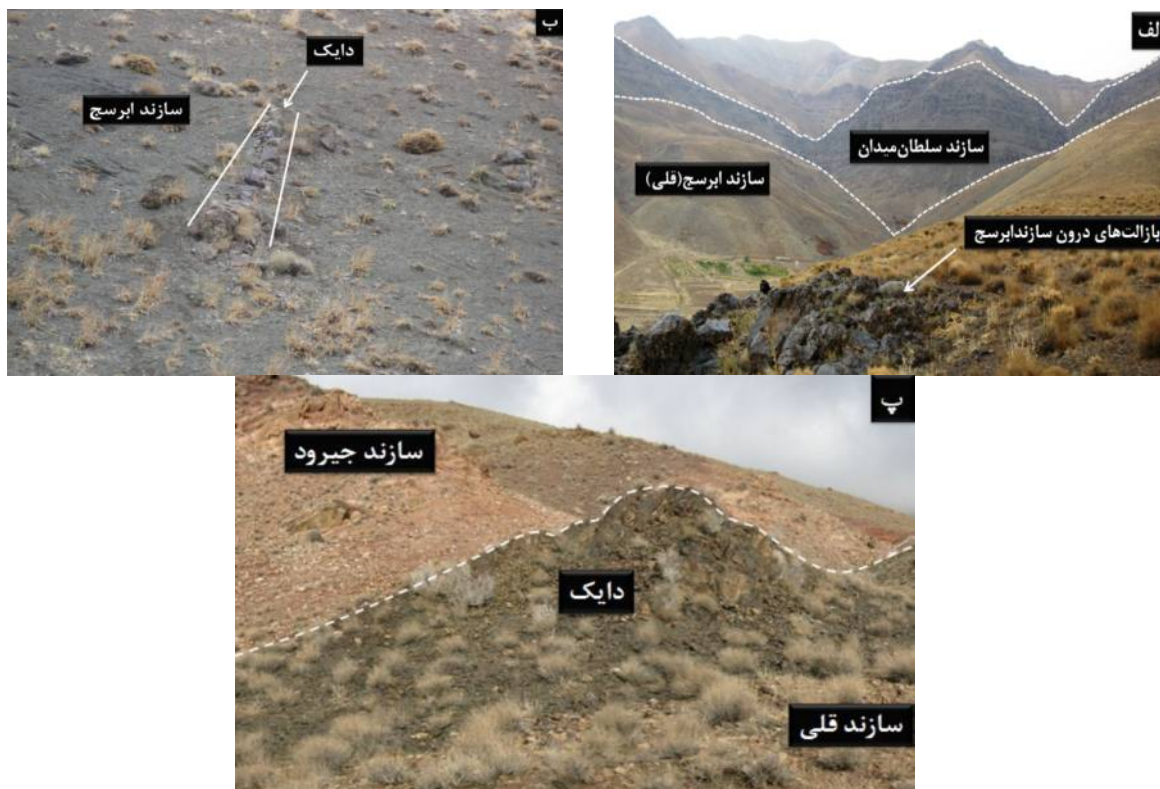 الف
سازند سلطان‌میدان
سازند ابرسج(قلی)
بازالت‌های درون سازندابرسج
ب
دایک
سازند ابرسج
پ
سازند جیرود
دایک
سازند قلی